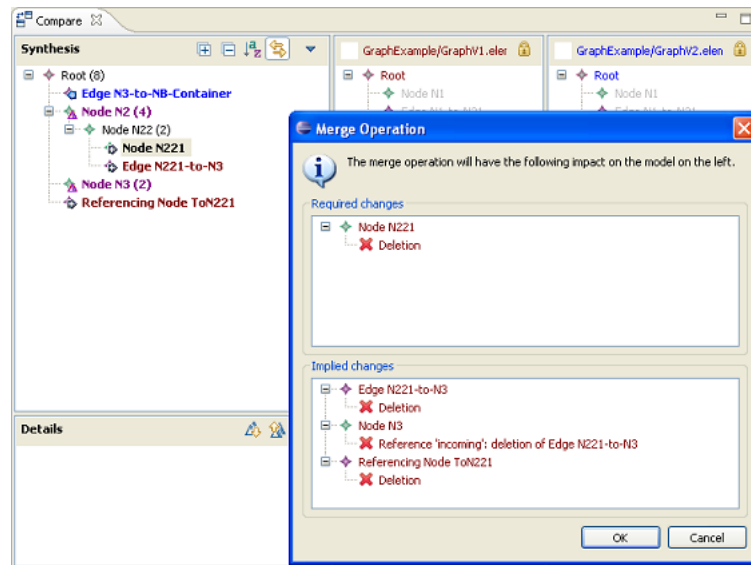 Compare
Synthesis
Root (8)
Edge N3-to-NB-Container
Node N2 (4)
Node N22 (2)
Node N221
Edge N221-to-N3
Node N3 (2)
Referencing Node ToN221
Details
GraphExample/GraphV1.eler
Root
Node N1
GraphExample/GraphV2.elen
Root
Node N1
Merge Operation
The merge operation will have the following impact on the model on the left.
Required changes
Node N221
Deletion
Implied changes
Edge N221-to-N3
Deletion
Node N3
Reference 'incoming': deletion of Edge N221-to-N3
Referencing Node ToN221
Deletion
OK Cancel